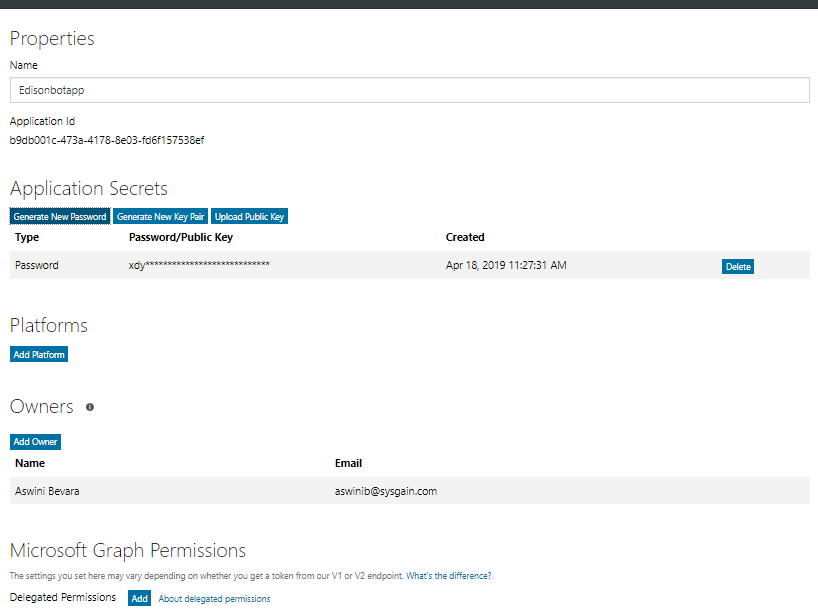 Properties
Name
Edisonbotapp
Application Id
b9db001c-473a-4178-8e03-fd6f157538ef
Application Secrets
Generate New Password Generate New Key Pair Upload Public Key
Type Password/Public Key Created
Password xdy**************************** Apr 18, 2019 11:27:31 AM Delete
Platforms
Add Platform
Owners
Add Owner
Name Email
Aswini Bevara aswinib@sysgain.com
Microsoft Graph Permissions
The settings you set here may vary depending on whether you get a token from our V1 or V2 endpoint. What's the difference?
Delegated Permissions Add About delegated permissions